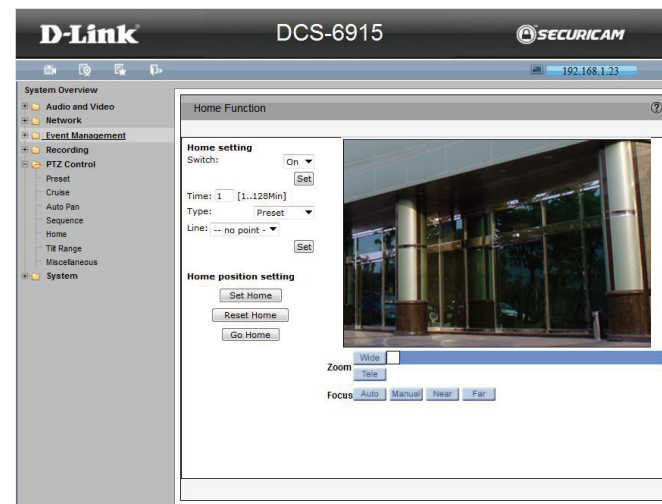 D-Link
DCS-6915
SECURICAM
192.168.1.23
System Overview
Audio and Video
Network
Event Management
Recording
PTZ Control
Preset
Cruise
Auto Pan
Sequence
Home
Tilt Range
Miscellaneous
System
Home Function
?
Home setting
Switch: On
Set
Time: 1 [1..128Min]
Type: Preset
Line: -- no point -
Set
Home position setting
Set Home
Reset Home
Go Home
Zoom Wide
Tele
Focus Auto Manual Near Far